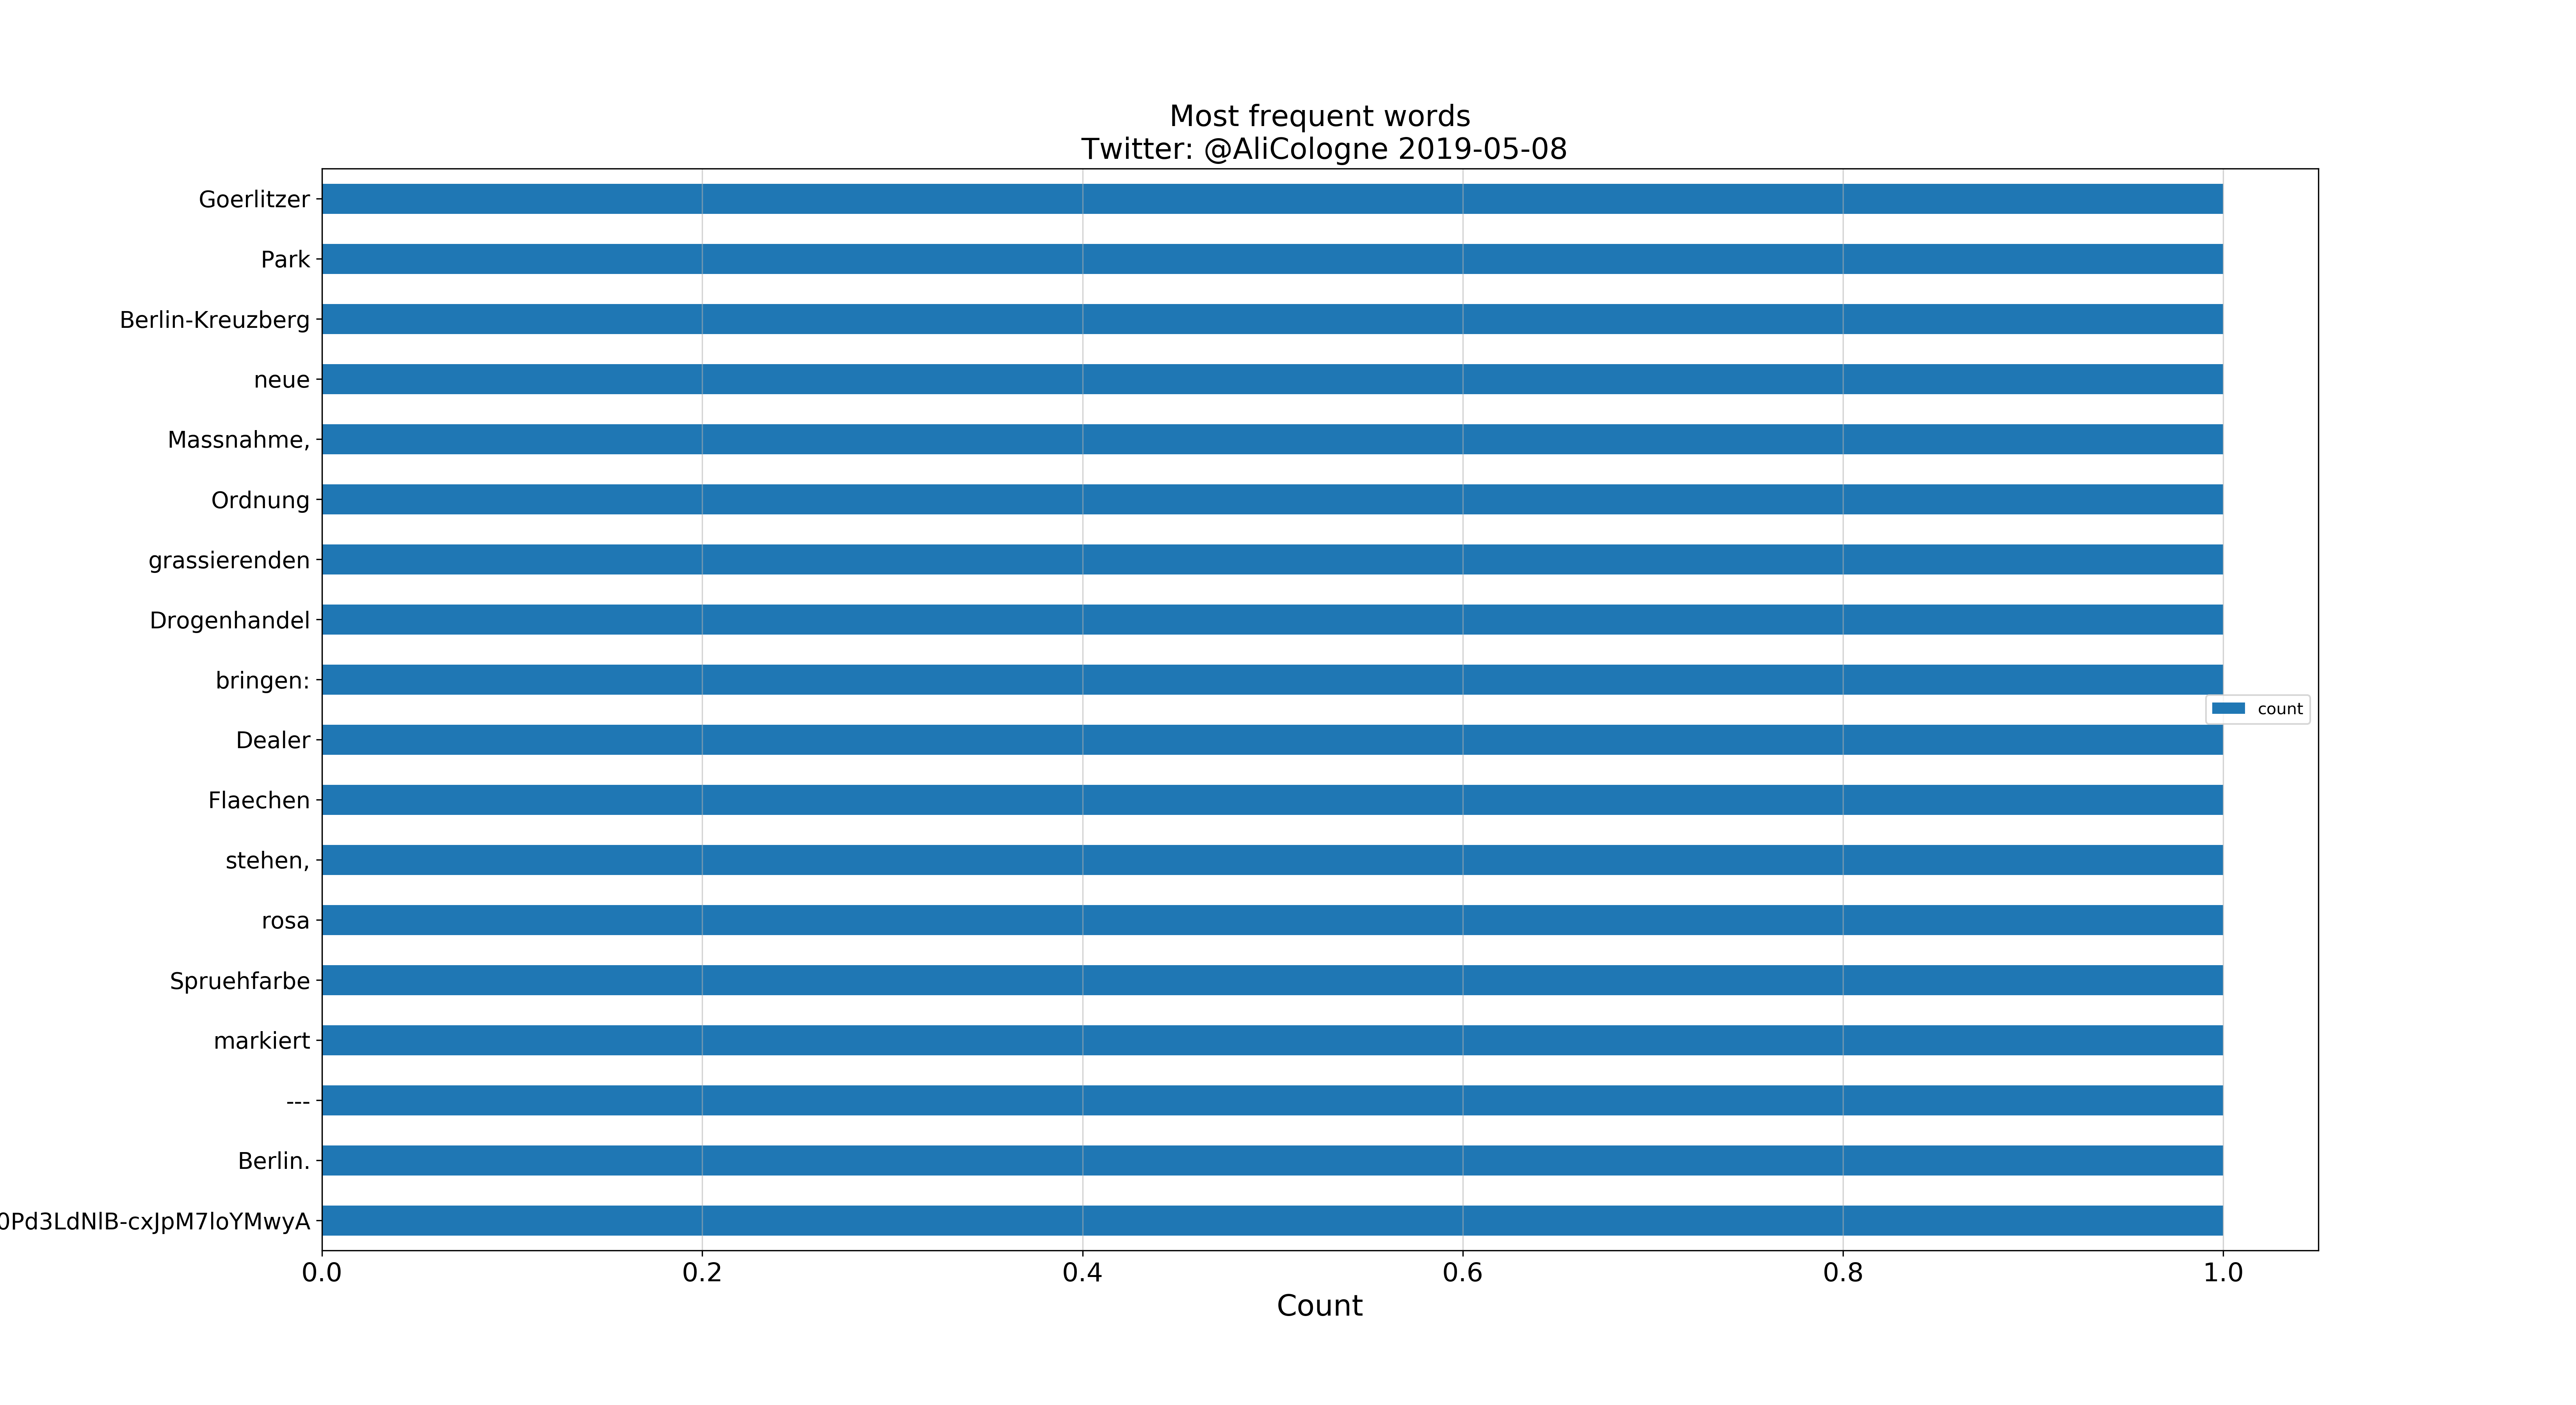 Most frequent words
Twitter: @AliCologne 2019-05-08
Goerlitzer
Park
Berlin-Kreuzberg
neue
Massnahme,
Ordnung
grassierenden
Drogenhandel
bringen:
Dealer
Flaechen
stehen,
rosa
Spruehfarbe
markiert
---
Berlin.
0Pd3LdNlB-cxJpM7loYMwyA
count
0.0 0.2 0.4 0.6 0.8 1.0
Count